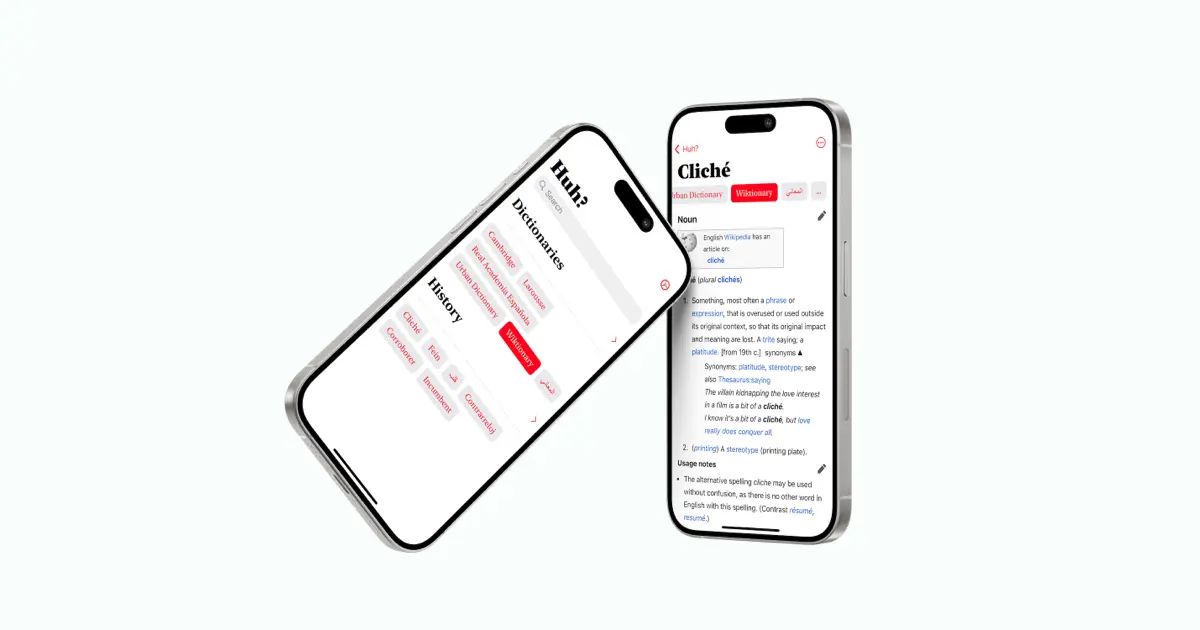 Huh?
Search
Dictionaries
Cambridge
Larousse
Real Academia Española
Urban Dictionary
Wiktionary
المعاني
History
Cliché
Fein
قلب
Contrarreloj
Corroborer
Incumbent
Huh?
Cliché
rban Dictionary
Wiktionary
المعاني
...
Noun
English Wikipedia has an
article on:
cliché
é (plural clichés)
1. Something, most often a phrase or
expression, that is overused or used outside
its original context, so that its original impact
and meaning are lost. A trite saying; a
platitude. [from 19th c.] synonyms ▲
Synonyms: platitude, stereotype; see
also Thesaurus:saying
The villain kidnapping the love interest
in a film is a bit of a cliché.
I know it's a bit of a cliché, but love
really does conquer all.
2. (printing) A stereotype (printing plate).
Usage notes
• The alternative spelling cliche may be used
without confusion, as there is no other word in
English with this spelling. (Contrast résumé,
resumé.)